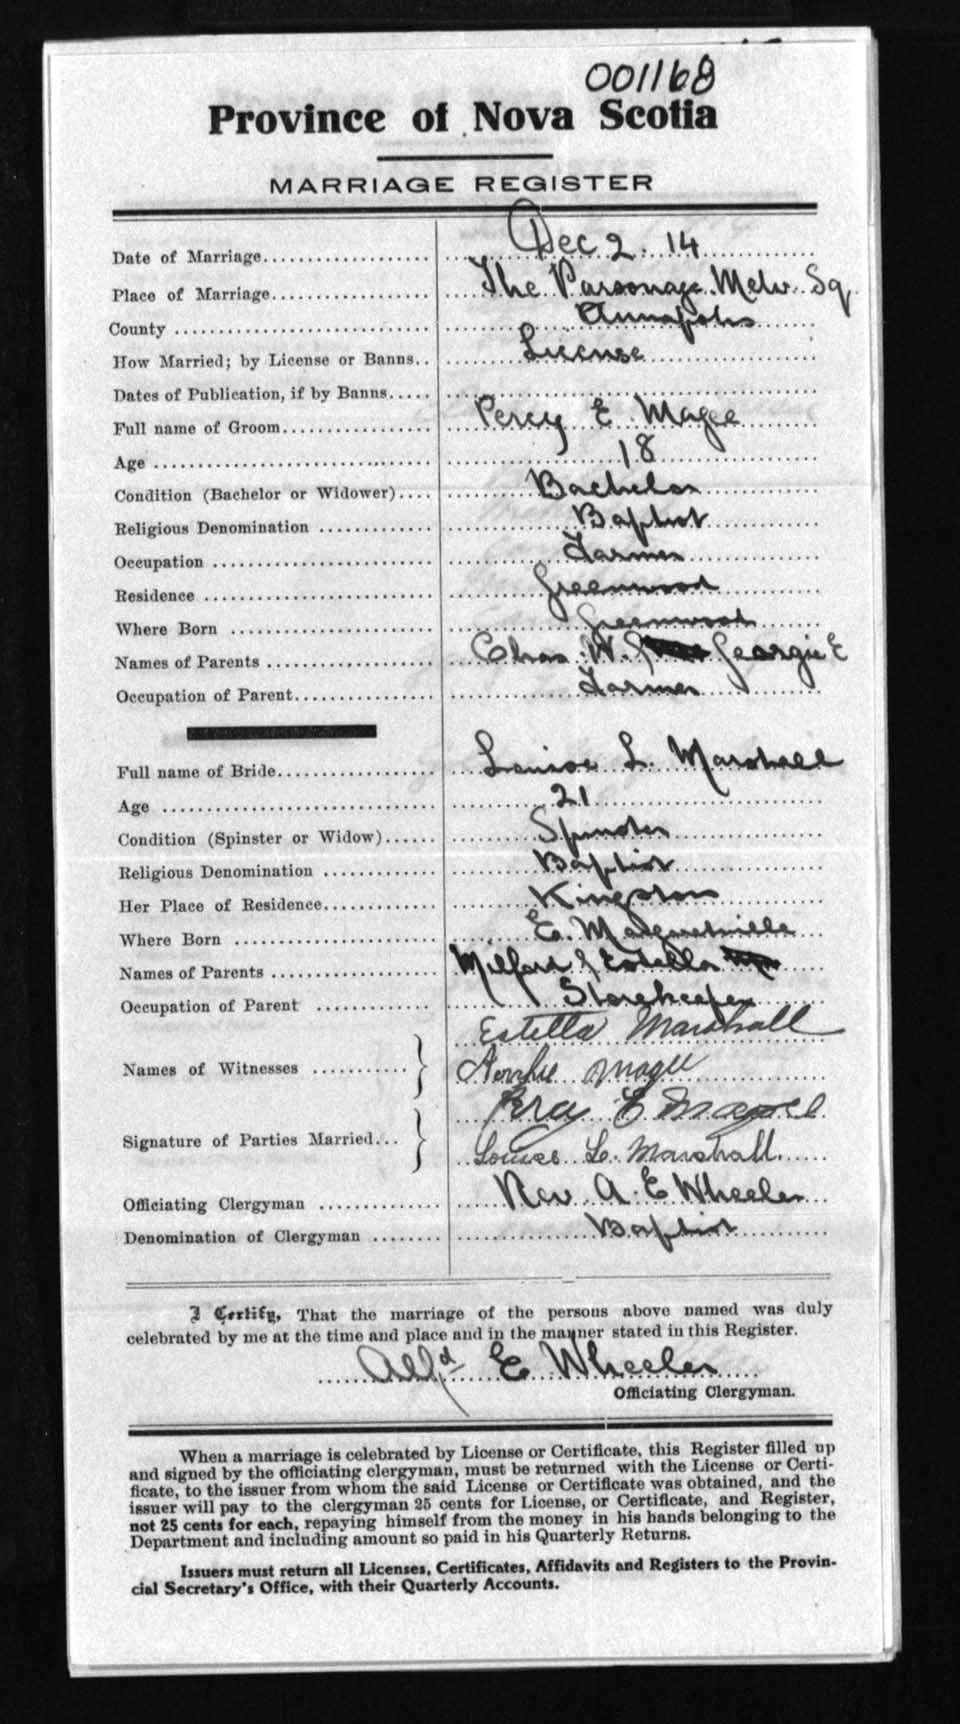 001168
Province of Nova Scotia
MARRIAGE REGISTER
Date of Marriage Dec 2. 14
Place of Marriage The Parsonage Melv. Sq.
County Annapolis
How Married; by License or Banns License
Dates of Publication, if by Banns
Full name of Groom Percy E Magee
Age 18
Condition (Bachelor or Widower) Bachelor
Religious Denomination Baptist
Occupation Farmer
Residence Greenwood
Where Born Greenwood
Names of Parents Chas. W. & Georgie E
Occupation of Parent Farmer
Full name of Bride Louise L. Marshall
Age 21
Condition (Spinster or Widow) Spinster
Religious Denomination Baptist
Her Place of Residence Kingston
Where Born E. Margaretville
Names of Parents Milford & Estella
Occupation of Parent Storekeeper
Estella Marshall
Names of Witnesses Magee
E Magee
Signature of Parties Married
Louise L. Marshall
Officiating Clergyman Rev. A. E Wheeler
Denomination of Clergyman Baptist
I Certify, That the marriage of the persons above named was duly
celebrated by me at the time and place and in the manner stated in this Register.
Alfd E Wheeler
Officiating Clergyman.
When a marriage is celebrated by License or Certificate, this Register filled up
and signed by the officiating clergyman, must be returned with the License or Certi-
ficate, to the issuer from whom the said License or Certificate was obtained, and the
issuer will pay to the clergyman 25 cents for License, or Certificate, and Register,
not 25 cents for each, repaying himself from the money in his hands belonging to the
Department and including amount so paid in his Quarterly Returns.
Issuers must return all Licenses, Certificates, Affidavits and Registers to the Provin-
cial Secretary's Office, with their Quarterly Accounts.